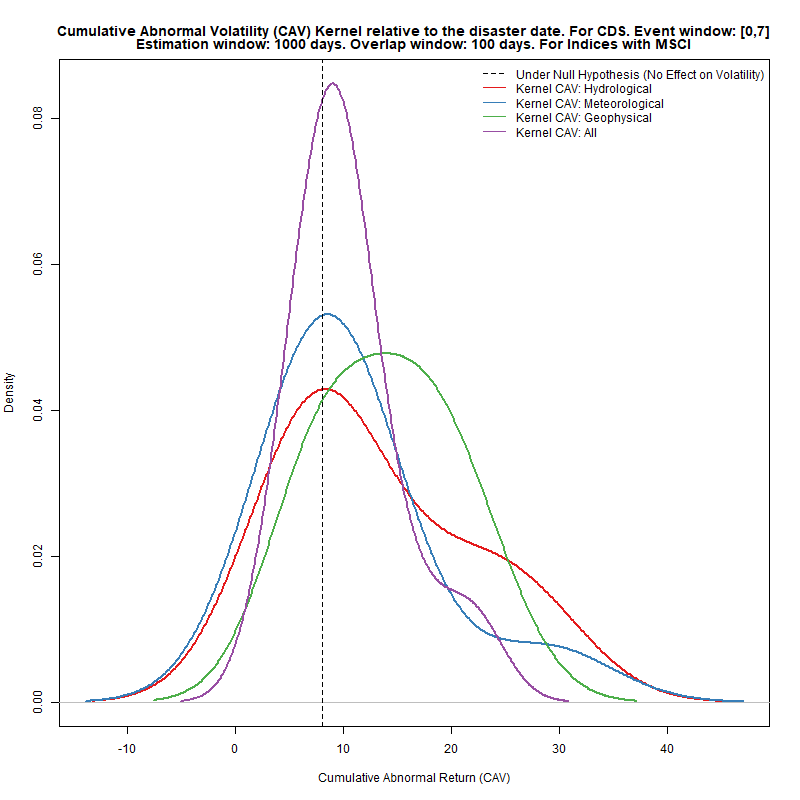 Cumulative Abnormal Volatility (CAV) Kernel relative to the disaster date. For CDS. Event window: [0,7]
Estimation window: 1000 days. Overlap window: 100 days. For Indices with MSCI
Under Null Hypothesis (No Effect on Volatility)
Kernel CAV: Hydrological
Kernel CAV: Meteorological
Kernel CAV: Geophysical
Kernel CAV: All
Density
0.08
0.06
0.04
0.02
0.00
-10 0 10 20 30 40
Cumulative Abnormal Return (CAV)